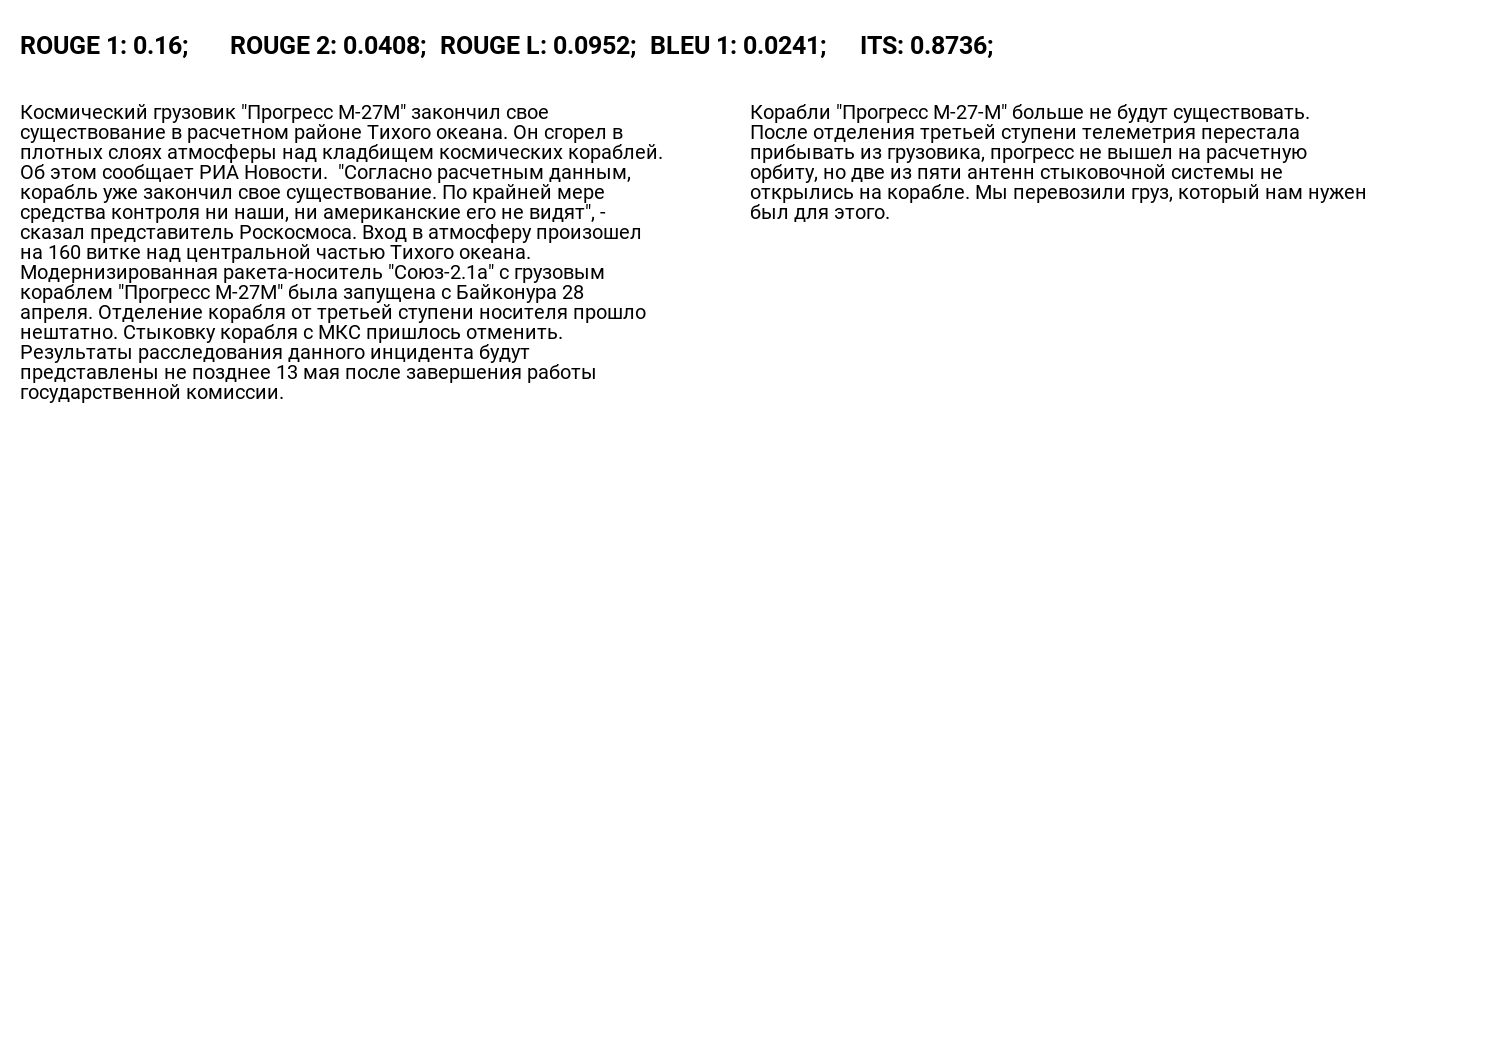 ROUGE 1: 0.16; ROUGE 2: 0.0408; ROUGE L: 0.0952; BLEU 1: 0.0241; ITS: 0.8736;
Космический грузовик "Прогресс М-27М" закончил свое
существование в расчетном районе Тихого океана. Он сгорел в
плотных слоях атмосферы над кладбищем космических кораблей.
Об этом сообщает РИА Новости.  "Согласно расчетным данным,
корабль уже закончил свое существование. По крайней мере
средства контроля ни наши, ни американские его не видят", -
сказал представитель Роскосмоса. Вход в атмосферу произошел
на 160 витке над центральной частью Тихого океана.
Модернизированная ракета-носитель "Союз-2.1а" с грузовым
кораблем "Прогресс М-27М" была запущена с Байконура 28
апреля. Отделение корабля от третьей ступени носителя прошло
нештатно. Стыковку корабля с МКС пришлось отменить.
Результаты расследования данного инцидента будут
представлены не позднее 13 мая после завершения работы
государственной комиссии.
Корабли "Прогресс М-27-М" больше не будут существовать.
После отделения третьей ступени телеметрия перестала
прибывать из грузовика, прогресс не вышел на расчетную
орбиту, но две из пяти антенн стыковочной системы не
открылись на корабле. Мы перевозили груз, который нам нужен
был для этого.